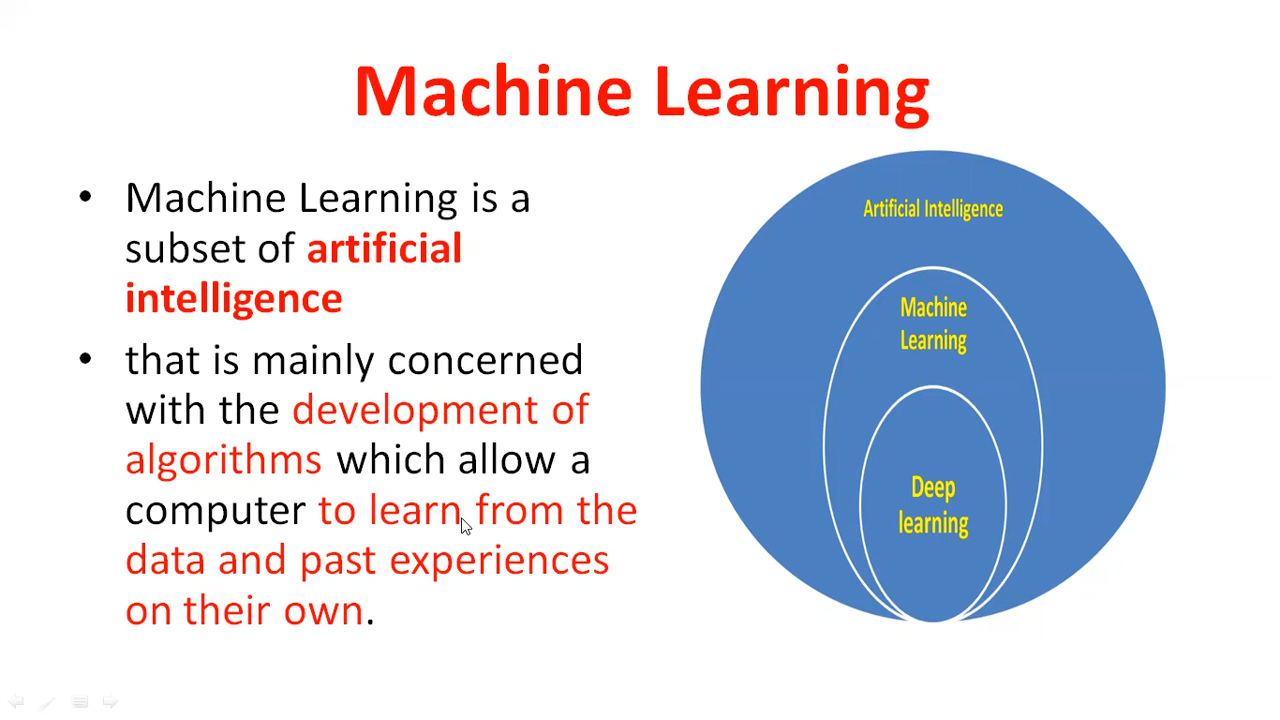 Machine Learning
• Machine Learning is a
subset of artificial
intelligence
• that is mainly concerned
with the development of
algorithms which allow a
computer to learn from the
data and past experiences
on their own.
Artificial Intelligence
Machine
Learning
Deep
learning